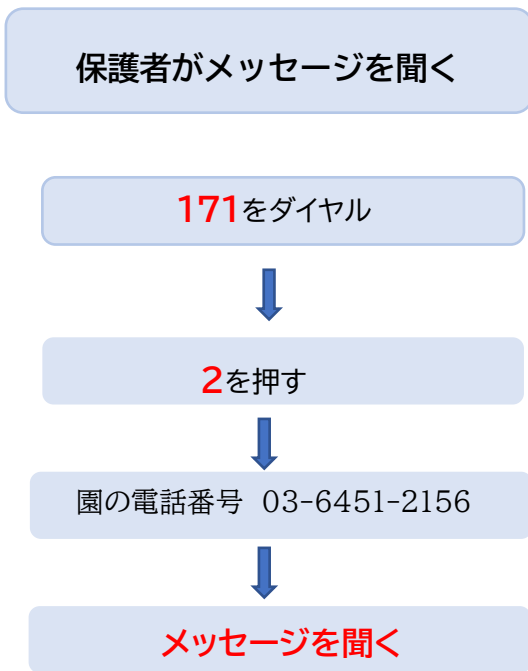 保護者がメッセージを聞く
171をダイヤル
2を押す
園の電話番号 03-6451-2156
メッセージを聞く